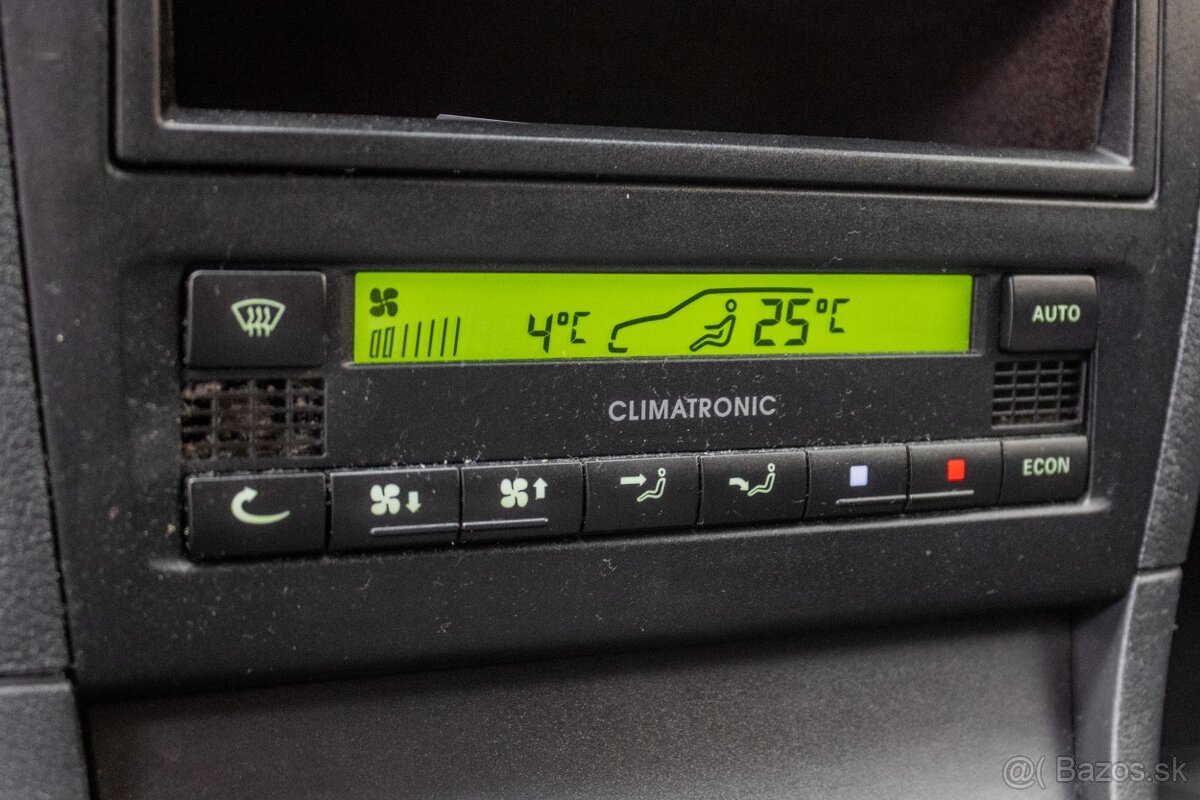 4°C 25°C
AUTO
CLIMATRONIC
ECON
@( Bazos.sk